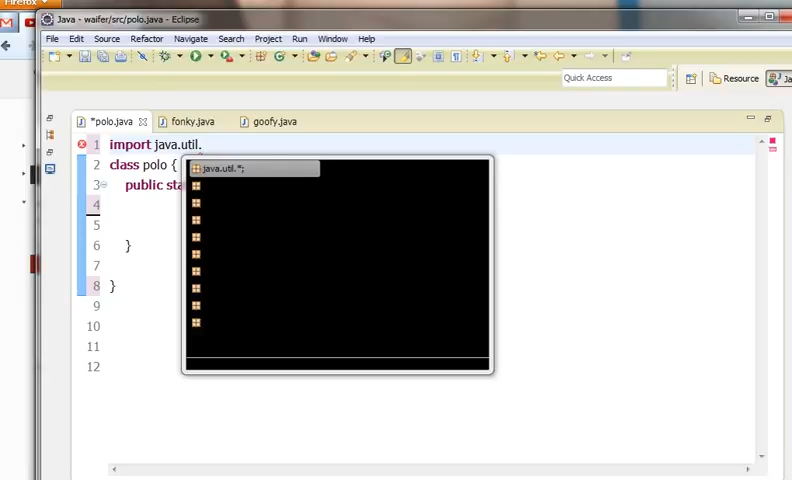 Firefox
Java - waifer/src/polo.java - Eclipse
File Edit Source Refactor Navigate Search Project Run Window Help
Quick Access
Resource
Ja
*polo.java
fonky.java
goofy.java
1 import java.util.
java.util.*;
2 class polo {
3 public sta
4
5
6 }
7
8 }
9
10
11
12